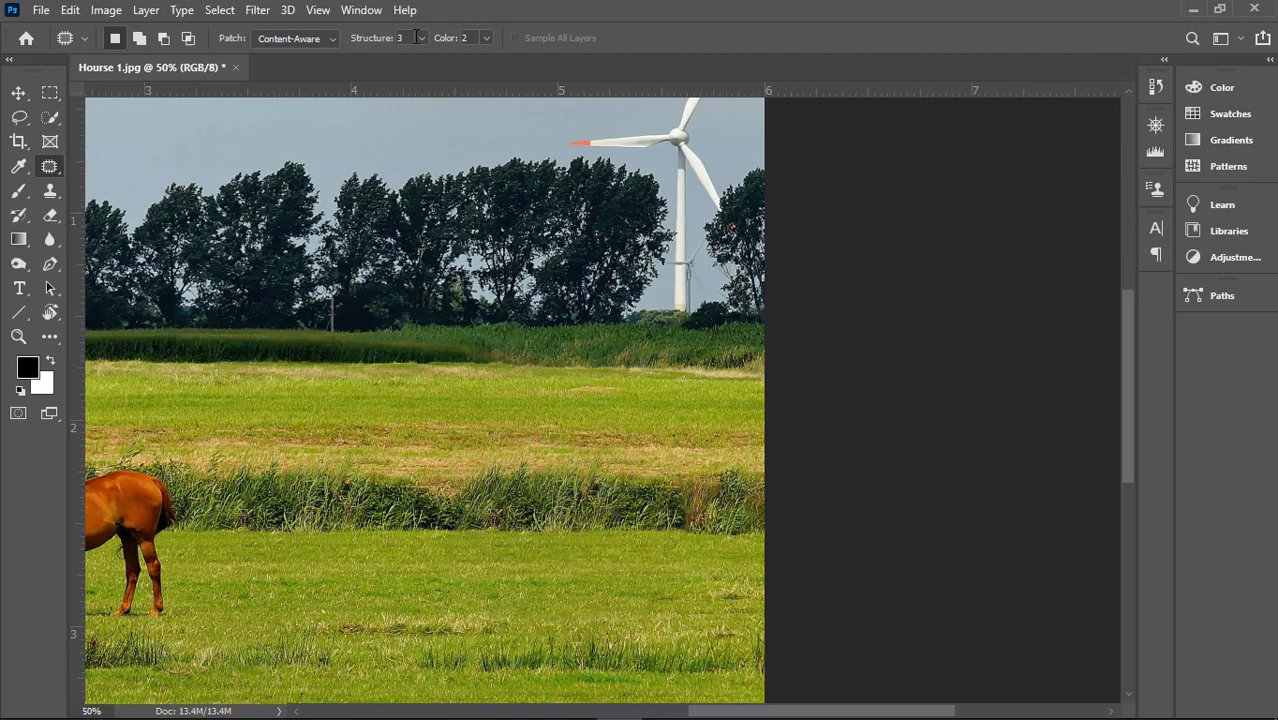 Ps File Edit Image Layer Type Select Filter 3D View Window Help
Patch: Content-Aware Structure: 3 Color: 2 Sample All Layers
Hourse 1.jpg @ 50% (RGB/8) * ×
3 4 5 6 7
Color
Swatches
Gradients
Patterns
1
Learn
Libraries
Adjustme...
Paths
2
3
50% Doc: 13.4M/13.4M